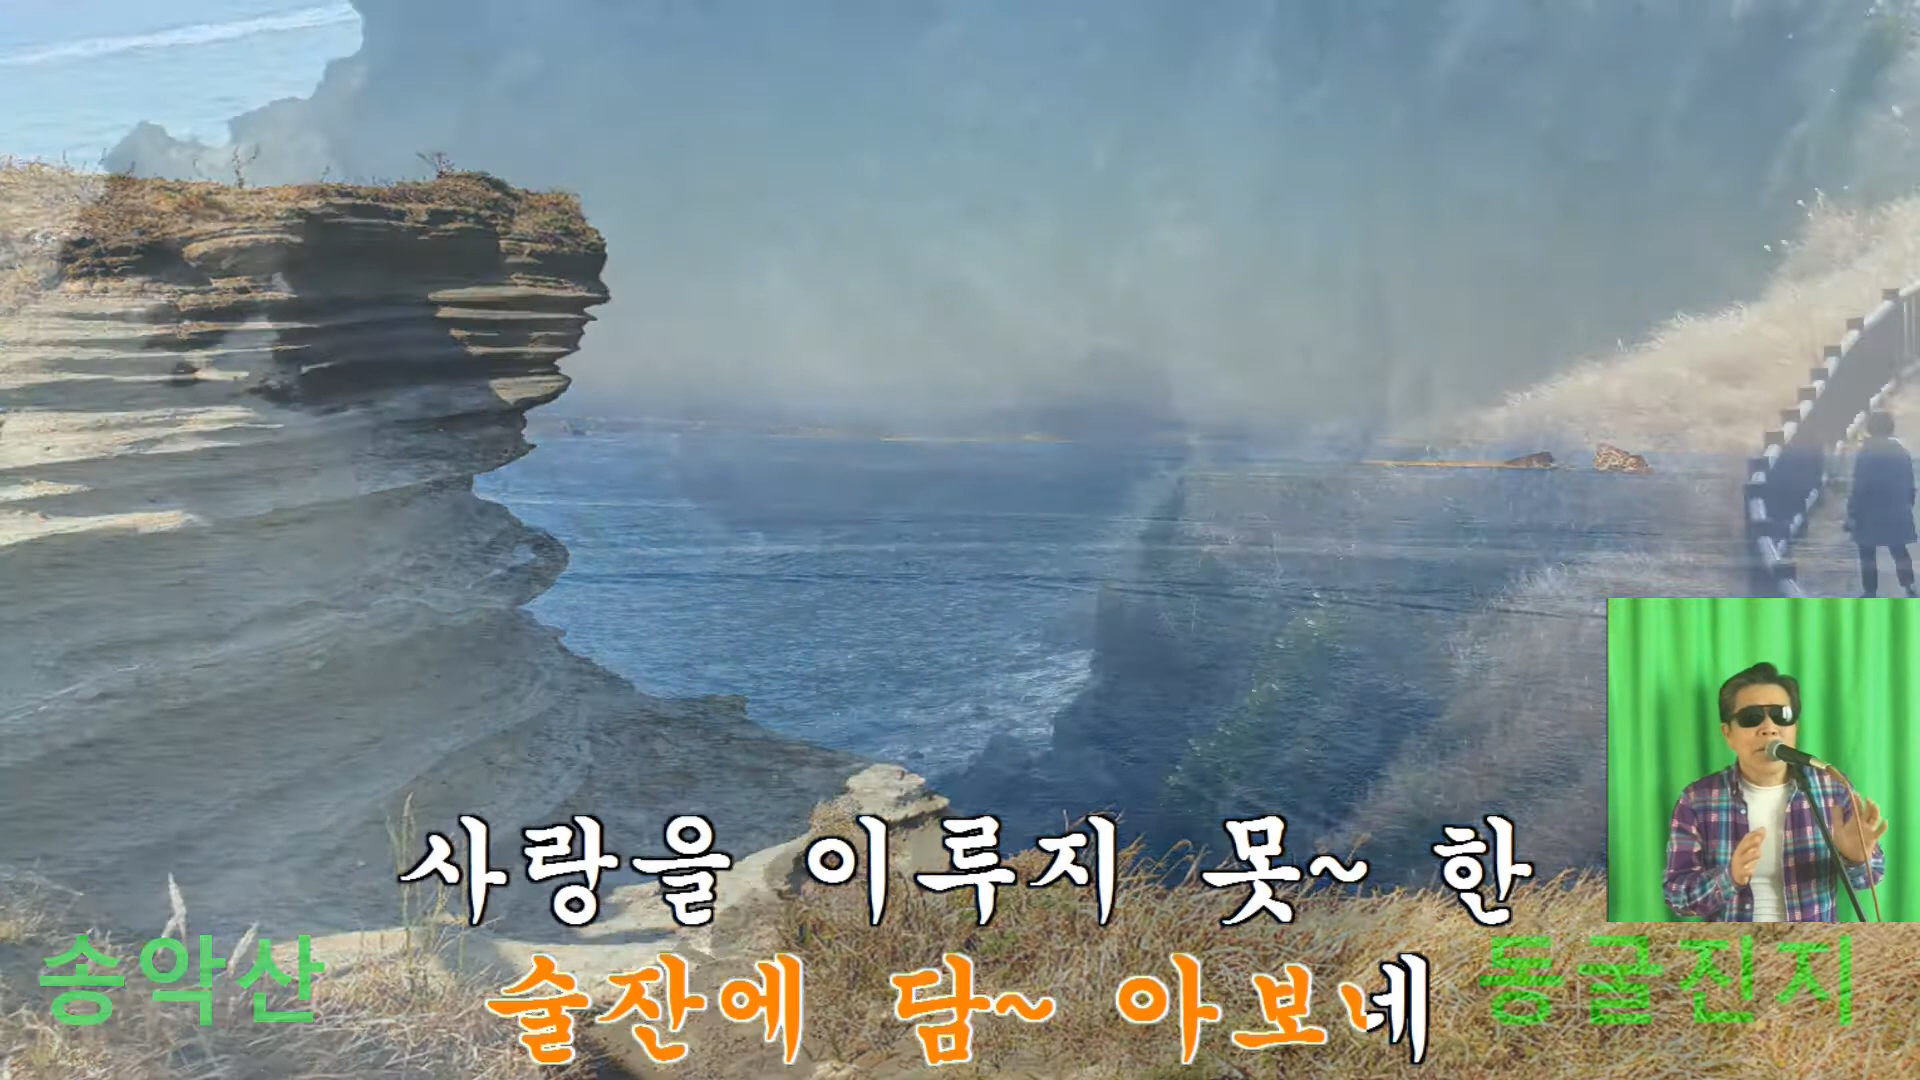 사랑을 이루지 못~ 한
술잔에 담~ 아보네
송악산
동굴진지